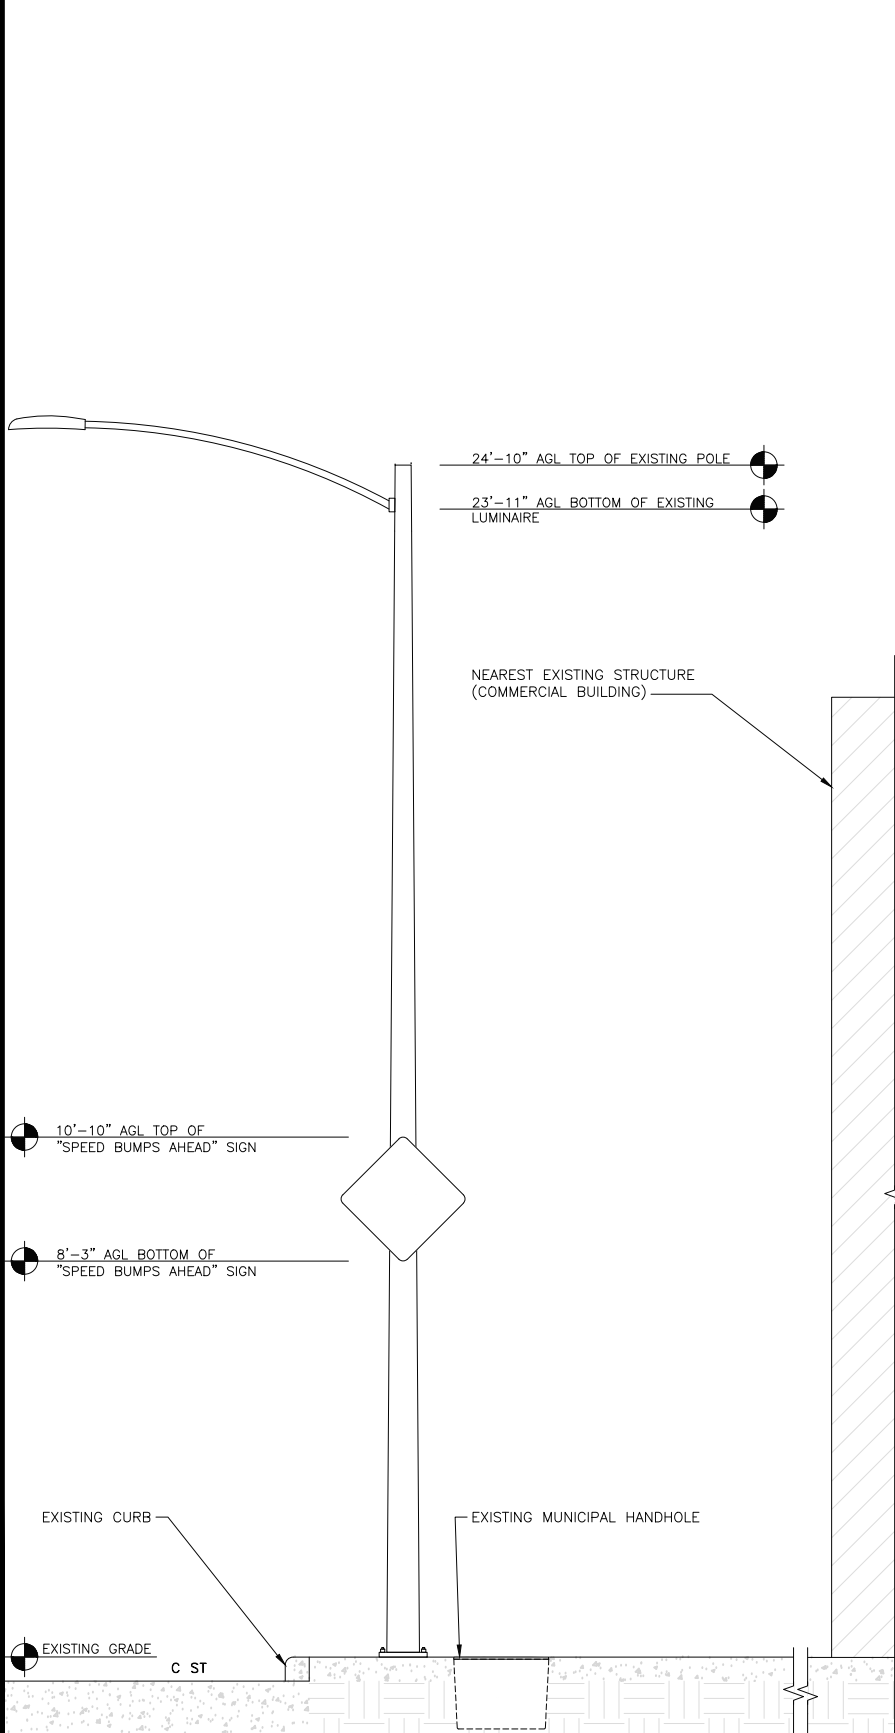 24'-10" AGL TOP OF EXISTING POLE
23'-11" AGL BOTTOM OF EXISTING
LUMINAIRE
NEAREST EXISTING STRUCTURE
(COMMERCIAL BUILDING)
10'-10" AGL TOP OF
"SPEED BUMPS AHEAD" SIGN
8'-3" AGL BOTTOM OF
"SPEED BUMPS AHEAD" SIGN
EXISTING CURB
EXISTING MUNICIPAL HANDHOLE
EXISTING GRADE
C ST